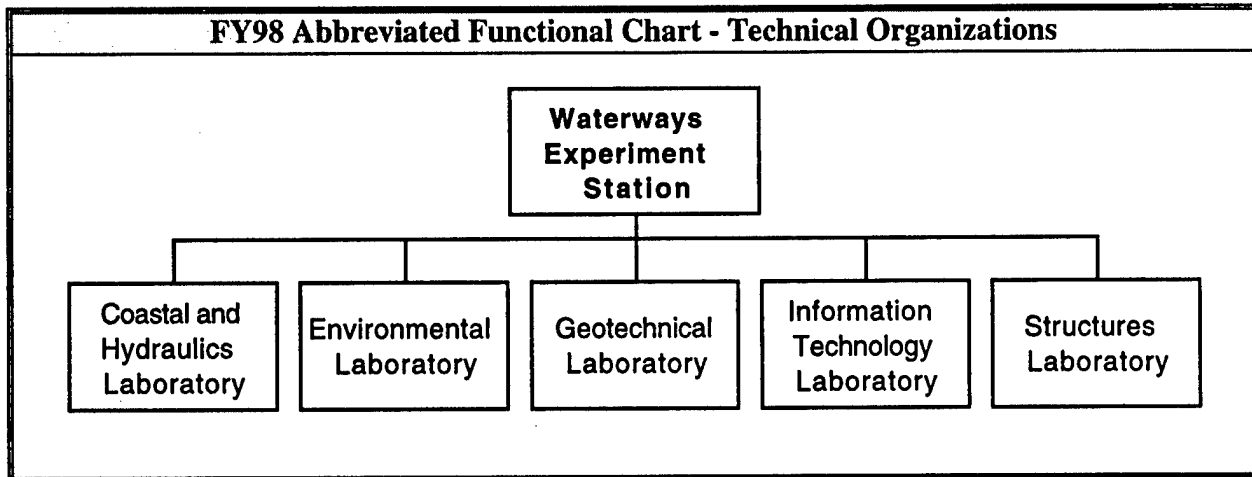 FY98 Abbreviated Functional Chart - Technical Organizations
Waterways
Experiment
Station
Coastal and
Hydraulics
Laboratory
Environmental
Laboratory
Geotechnical
Laboratory
Information
Technology
Laboratory
Structures
Laboratory